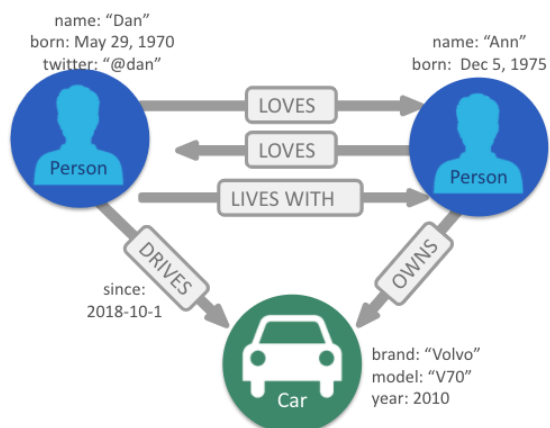 name: “Dan”
born: May 29, 1970
twitter: “@dan”
name: “Ann”
born:  Dec 5, 1975
LOVES
LOVES
Person
Person
LIVES WITH
DRIVES
OWNS
since:
2018-10-1
brand: “Volvo”
model: “V70”
year: 2010
Car